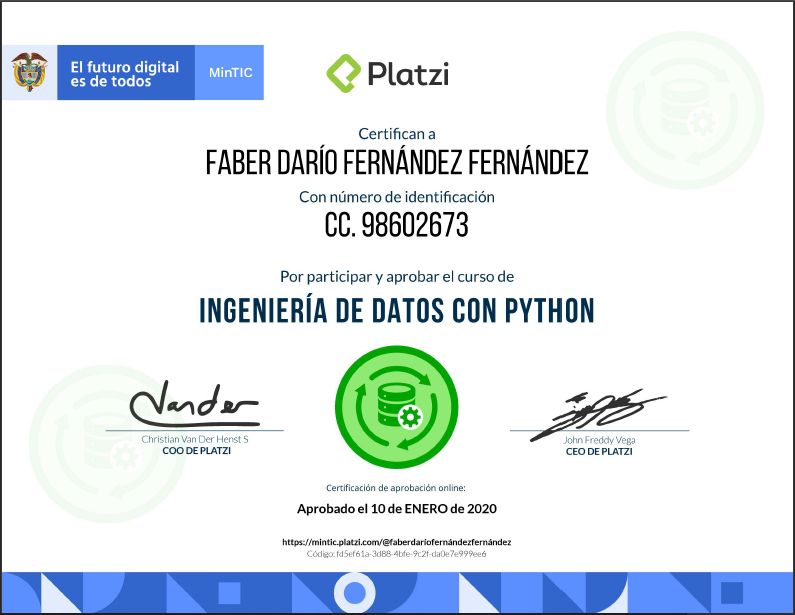 El futuro digital
es de todos
MinTIC
Platzi
Certifican a
FABER DARÍO FERNÁNDEZ FERNÁNDEZ
Con número de identificación
CC. 98602673
Por participar y aprobar el curso de
INGENIERÍA DE DATOS CON PYTHON
Christian Van Der Henst S
COO DE PLATZI
John Freddy Vega
CEO DE PLATZI
Certificación de aprobación online:
Aprobado el 10 de ENERO de 2020
https://mintic.platzi.com/@faberdaríofernándezfernández
Código: fd5ef61a-3d88-4bfe-9c2f-da0e7e999ee6